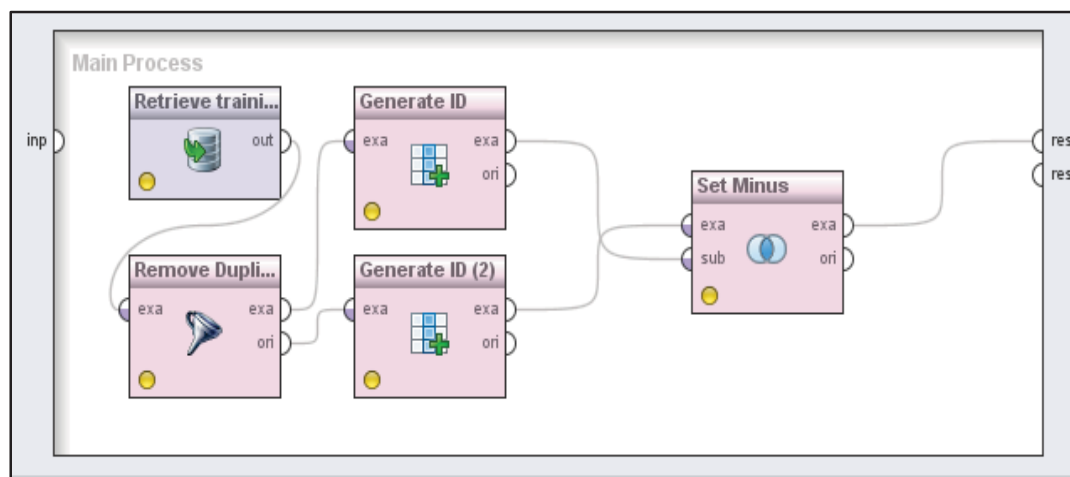 Main Process
Retrieve traini...
inp
out
Generate ID
exa
exa
ori
res
res
Remove Dupli...
exa
exa
ori
Generate ID (2)
exa
exa
ori
Set Minus
exa
sub
exa
ori